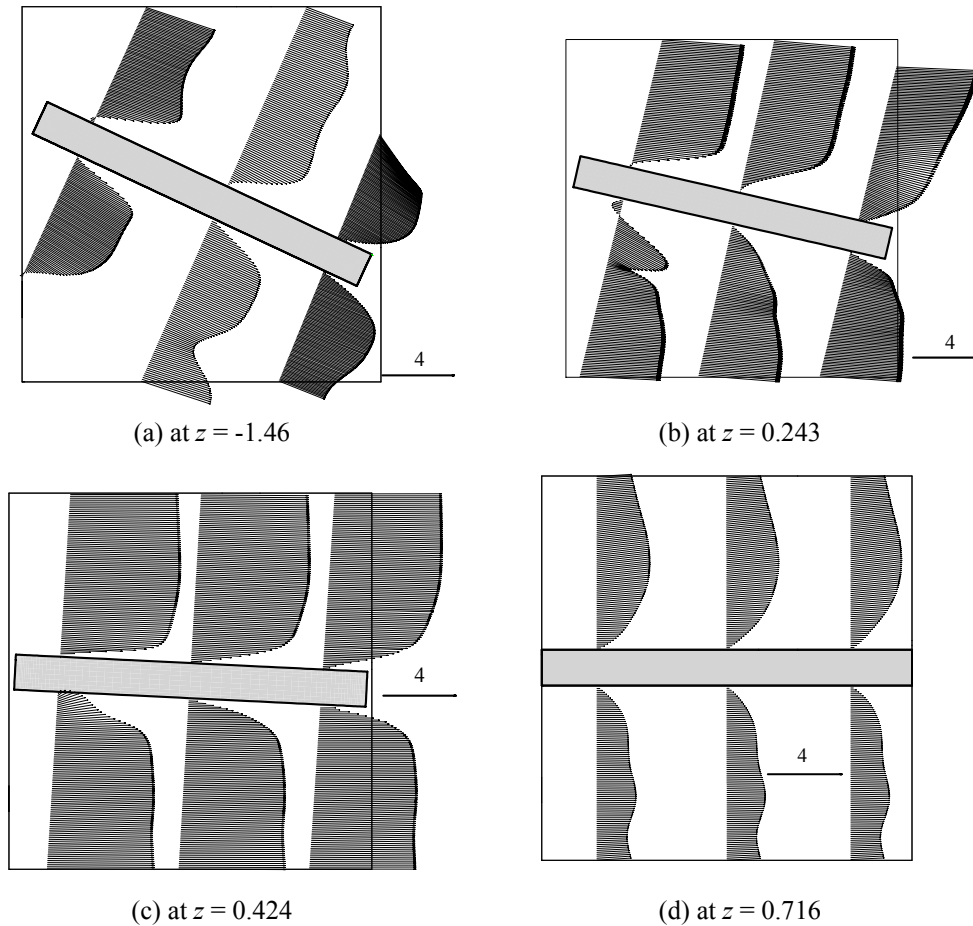 4
4
(a) at z = -1.46
(b) at z = 0.243
4
4
(c) at z = 0.424
(d) at z = 0.716